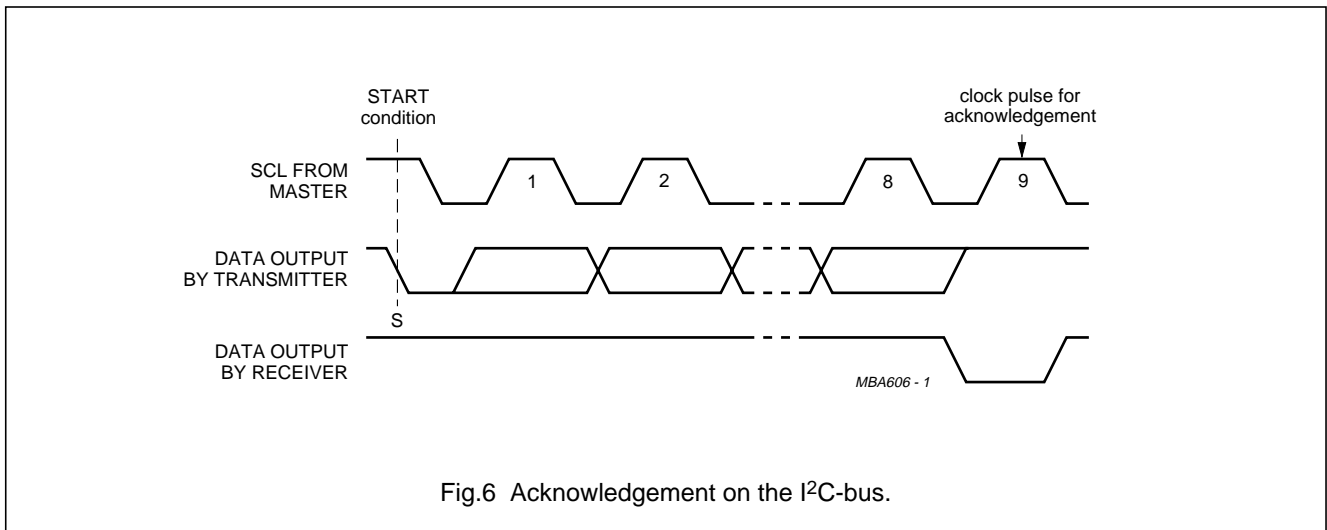 START
condition
clock pulse for
acknowledgement
SCL FROM
MASTER
1
2
8
9
DATA OUTPUT
BY TRANSMITTER
S
DATA OUTPUT
BY RECEIVER
MBA606 - 1
Fig.6 Acknowledgement on the I²C-bus.